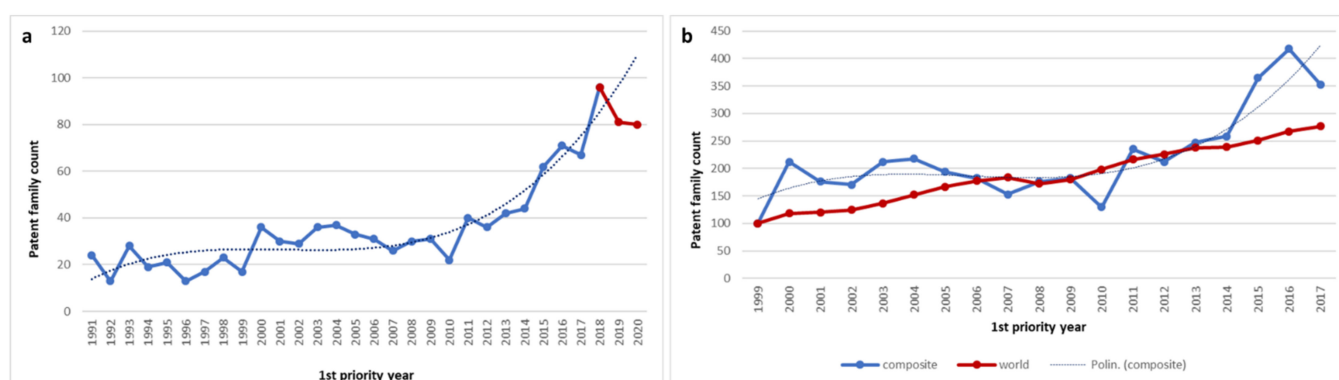 a
120
100
80
60
40
20
0
Patent family count
1991 1992 1993 1994 1995 1996 1997 1998 1999 2000 2001 2002 2003 2004 2005 2006 2007 2008 2009 2010 2011 2012 2013 2014 2015 2016 2017 2018 2019 2020
1st priority year
b
450
400
350
300
250
200
150
100
50
0
Patent family count
1999 2000 2001 2002 2003 2004 2005 2006 2007 2008 2009 2010 2011 2012 2013 2014 2015 2016 2017
1st priority year
composite world Polin. (composite)